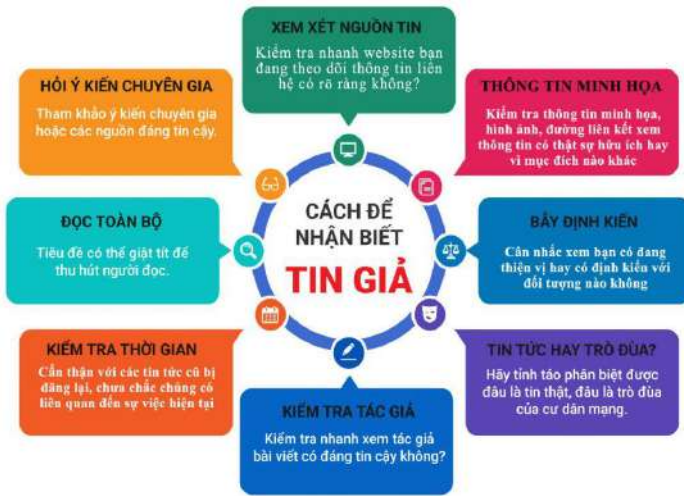 XEM XÉT NGUỒN TIN
Kiểm tra nhanh website bạn
đang theo dõi thông tin liên
hệ có rõ ràng không?
THÔNG TIN MINH HỌA
Kiểm tra thông tin minh họa,
hình ảnh, đường liên kết xem
thông tin có thật sự hữu ích hay
vì mục đích nào khác
BẪY ĐỊNH KIẾN
Cân nhắc xem bạn có đang
thiện vị hay có định kiến với
đối tượng nào không
TIN TỨC HAY TRÒ ĐÙA?
Hãy tỉnh táo phân biệt được
đâu là tin thật, đâu là trò đùa
của cư dân mạng.
KIỂM TRA TÁC GIẢ
Kiểm tra nhanh xem tác giả
bài viết có đáng tin cậy không?
KIỂM TRA THỜI GIAN
Cẩn thận với các tin tức cũ bị
đăng lại, chưa chắc chúng có
liên quan đến sự việc hiện tại
ĐỌC TOÀN BỘ
Tiêu đề có thể giật tít để
thu hút người đọc.
HỎI Ý KIẾN CHUYÊN GIA
Tham khảo ý kiến chuyên gia
hoặc các nguồn đáng tin cậy.
CÁCH ĐỂ
NHẬN BIẾT
TIN GIẢ